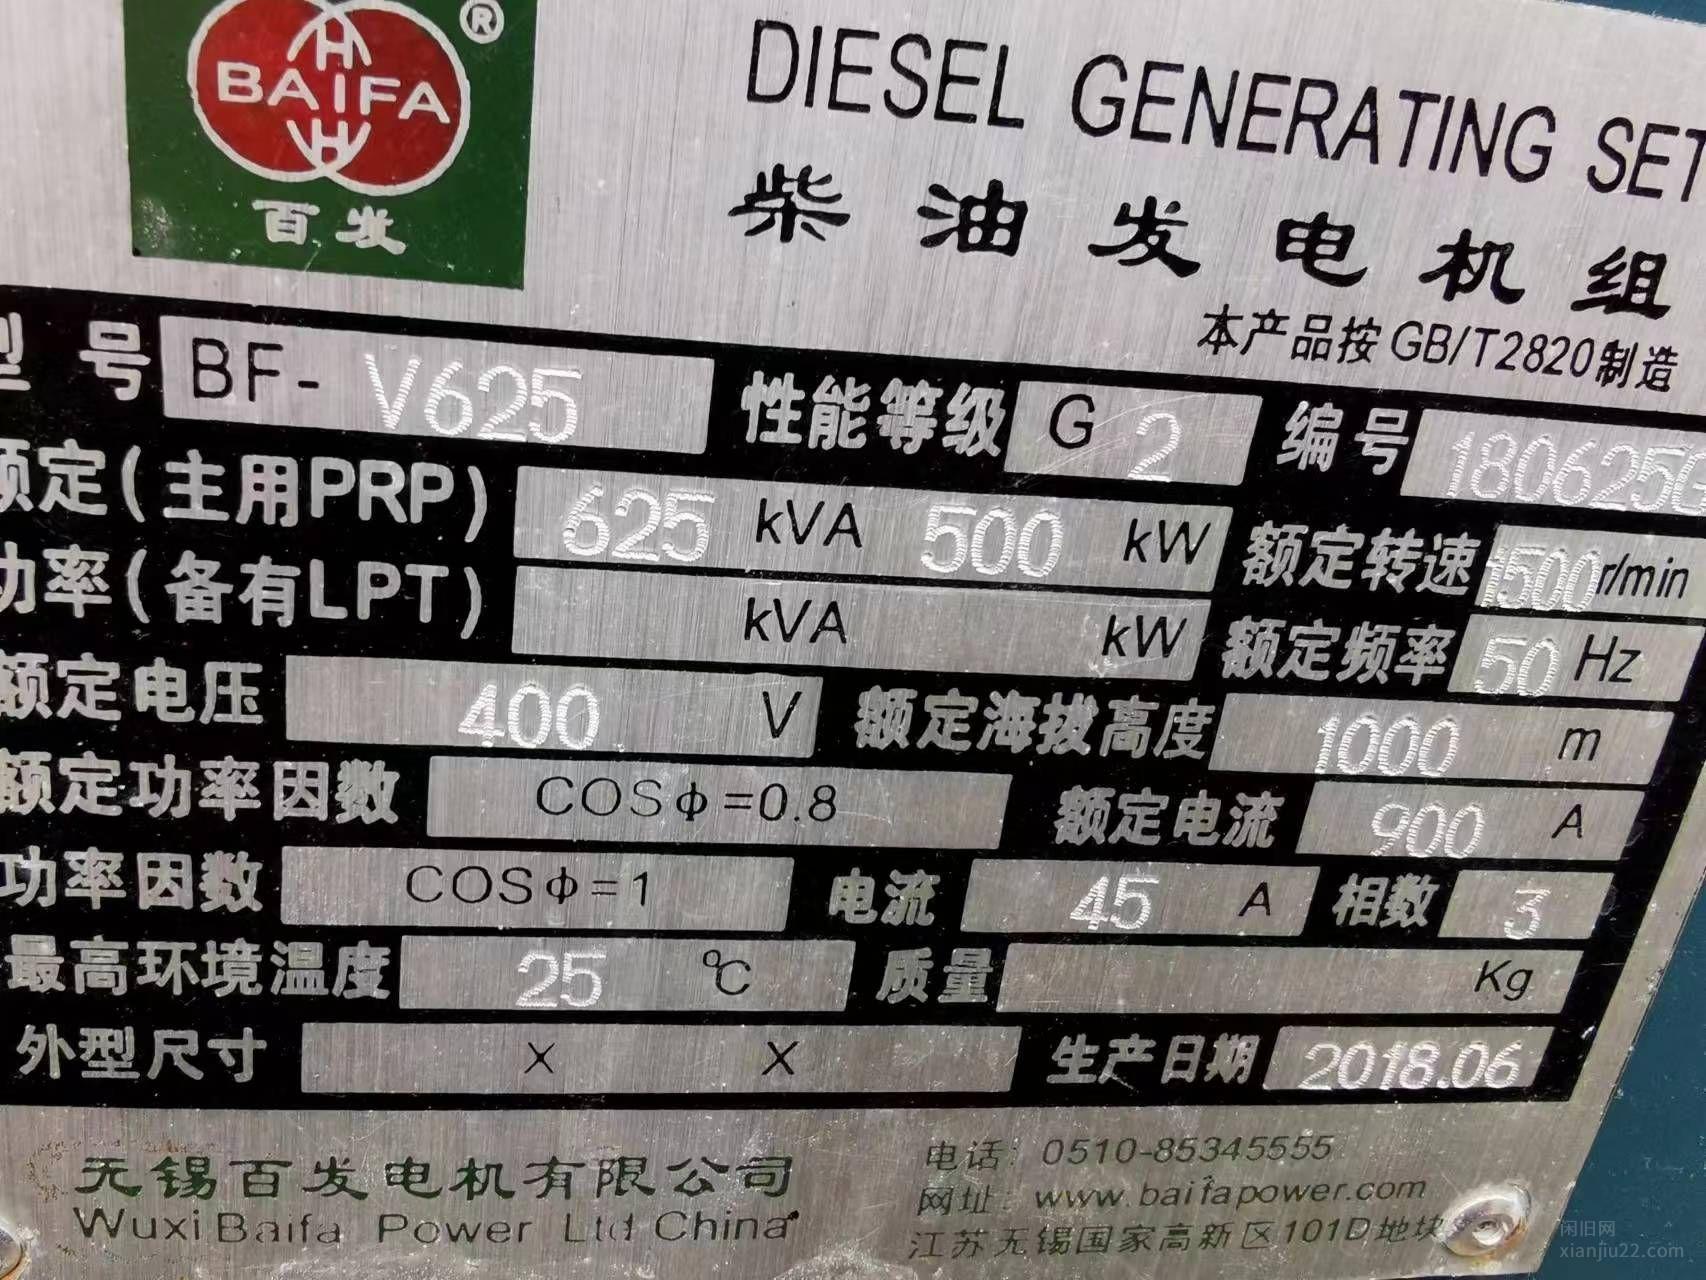 BAIFA ®
百发
DIESEL GENERATING SET
柴油发电机组
本产品按GB/T2820制造
型号 BF- V625 性能等级 G 2 编号 180625G
额定(主用PRP) 625 kVA 500 kW 额定转速 1500 r/min
功率(备有LPT) kVA kW 额定频率 50 Hz
额定电压 400 V 额定海拔高度 1000 m
额定功率因数 COSΦ=0.8 额定电流 900 A
功率因数 COSΦ=1 电流 45 A 相数 3
最高环境温度 25 ℃ 质量 Kg
外型尺寸 X X 生产日期 2018.06
无锡百发电机有限公司
Wuxi Baifa Power Ltd China
电话: 0510-85345555
网址: www.baifapower.com
江苏无锡国家高新区101D地块
闲旧网
xianjiu22.com